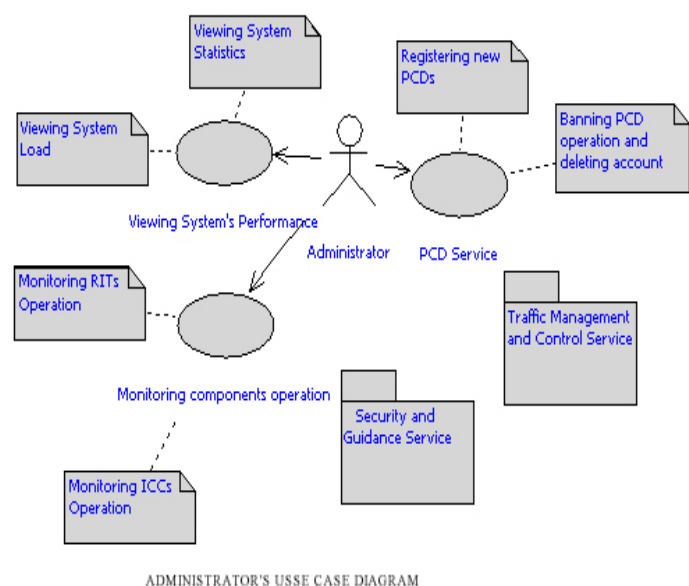 Viewing System
Statistics
Registering new
PCDs
Viewing System
Load
Banning PCD
operation and
deleting account
Viewing System's Performance
Administrator
PCD Service
Monitoring RITs
Operation
Traffic Management
and Control Service
Monitoring components operation
Security and
Guidance Service
Monitoring ICCs
Operation
ADMINISTRATOR'S USSE CASE DIAGRAM